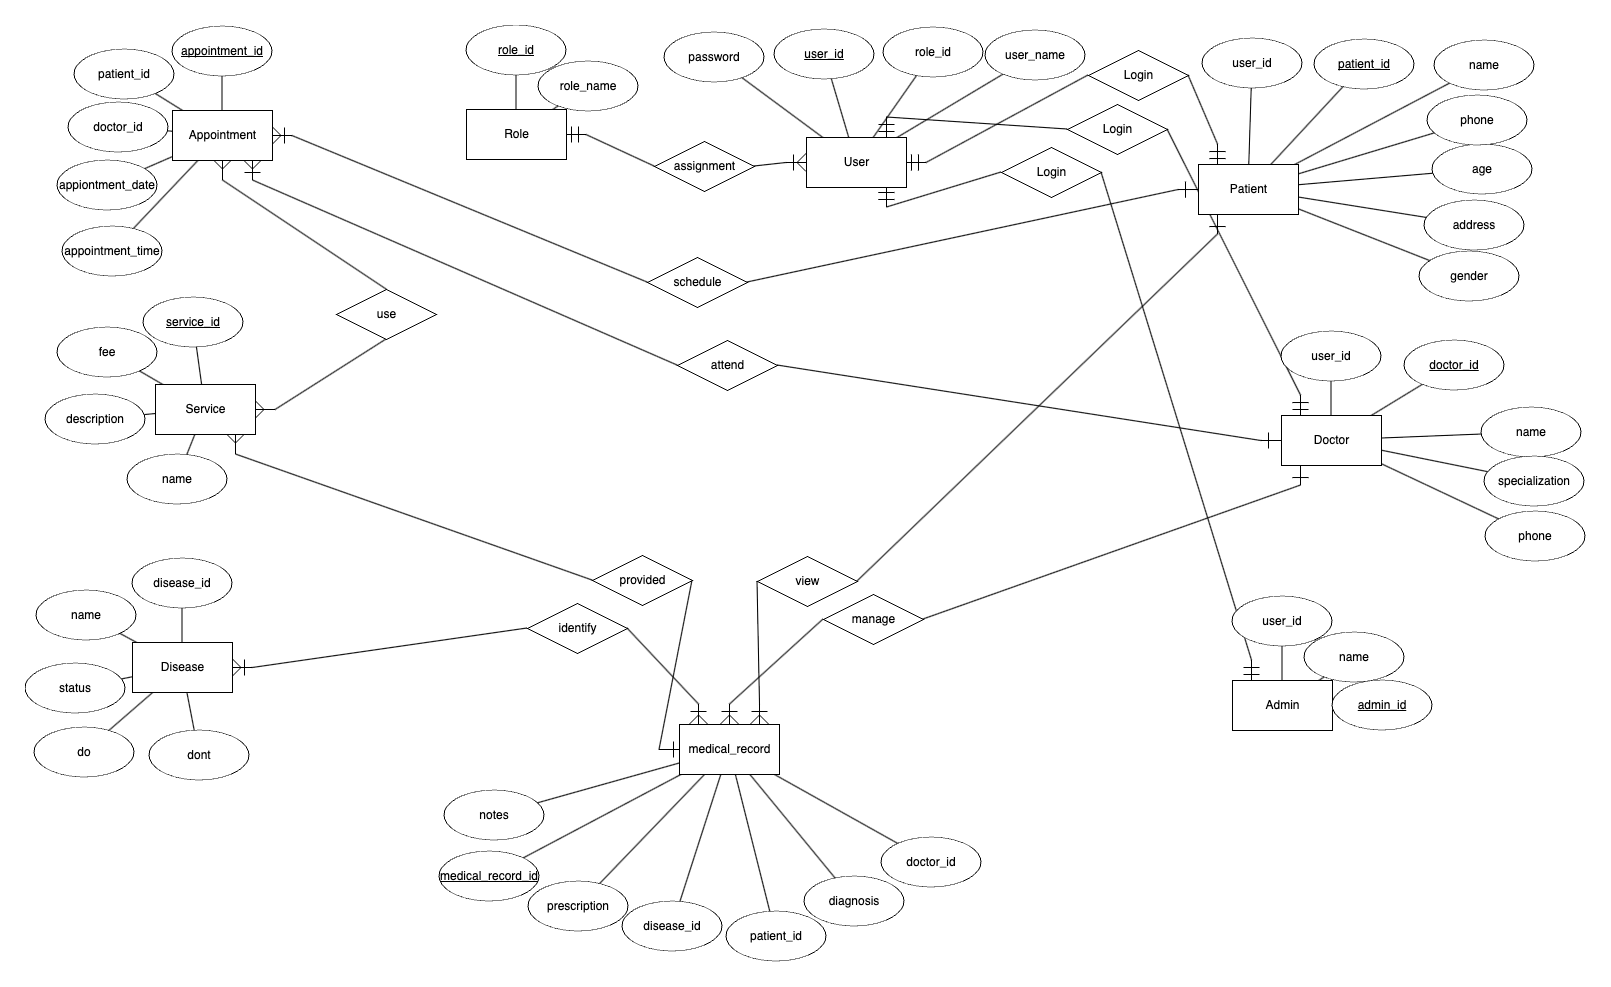 appointment_id
patient_id
doctor_id
Appointment
appiontment_date
appointment_time
role_id
role_name
Role
assignment
password
user_id
role_id
user_name
User
Login
Login
Login
user_id
patient_id
name
phone
age
address
gender
Patient
schedule
use
attend
service_id
fee
Service
description
name
user_id
doctor_id
Doctor
name
specialization
phone
provided
view
identify
manage
disease_id
name
Disease
status
do
dont
user_id
name
Admin
admin_id
medical_record
notes
medical_record_id
prescription
disease_id
patient_id
diagnosis
doctor_id